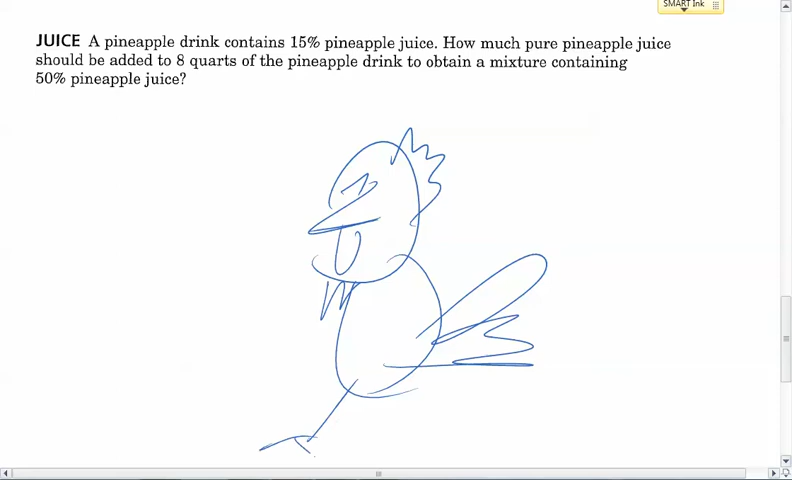 SMART Ink
JUICE A pineapple drink contains 15% pineapple juice. How much pure pineapple juice
should be added to 8 quarts of the pineapple drink to obtain a mixture containing
50% pineapple juice?